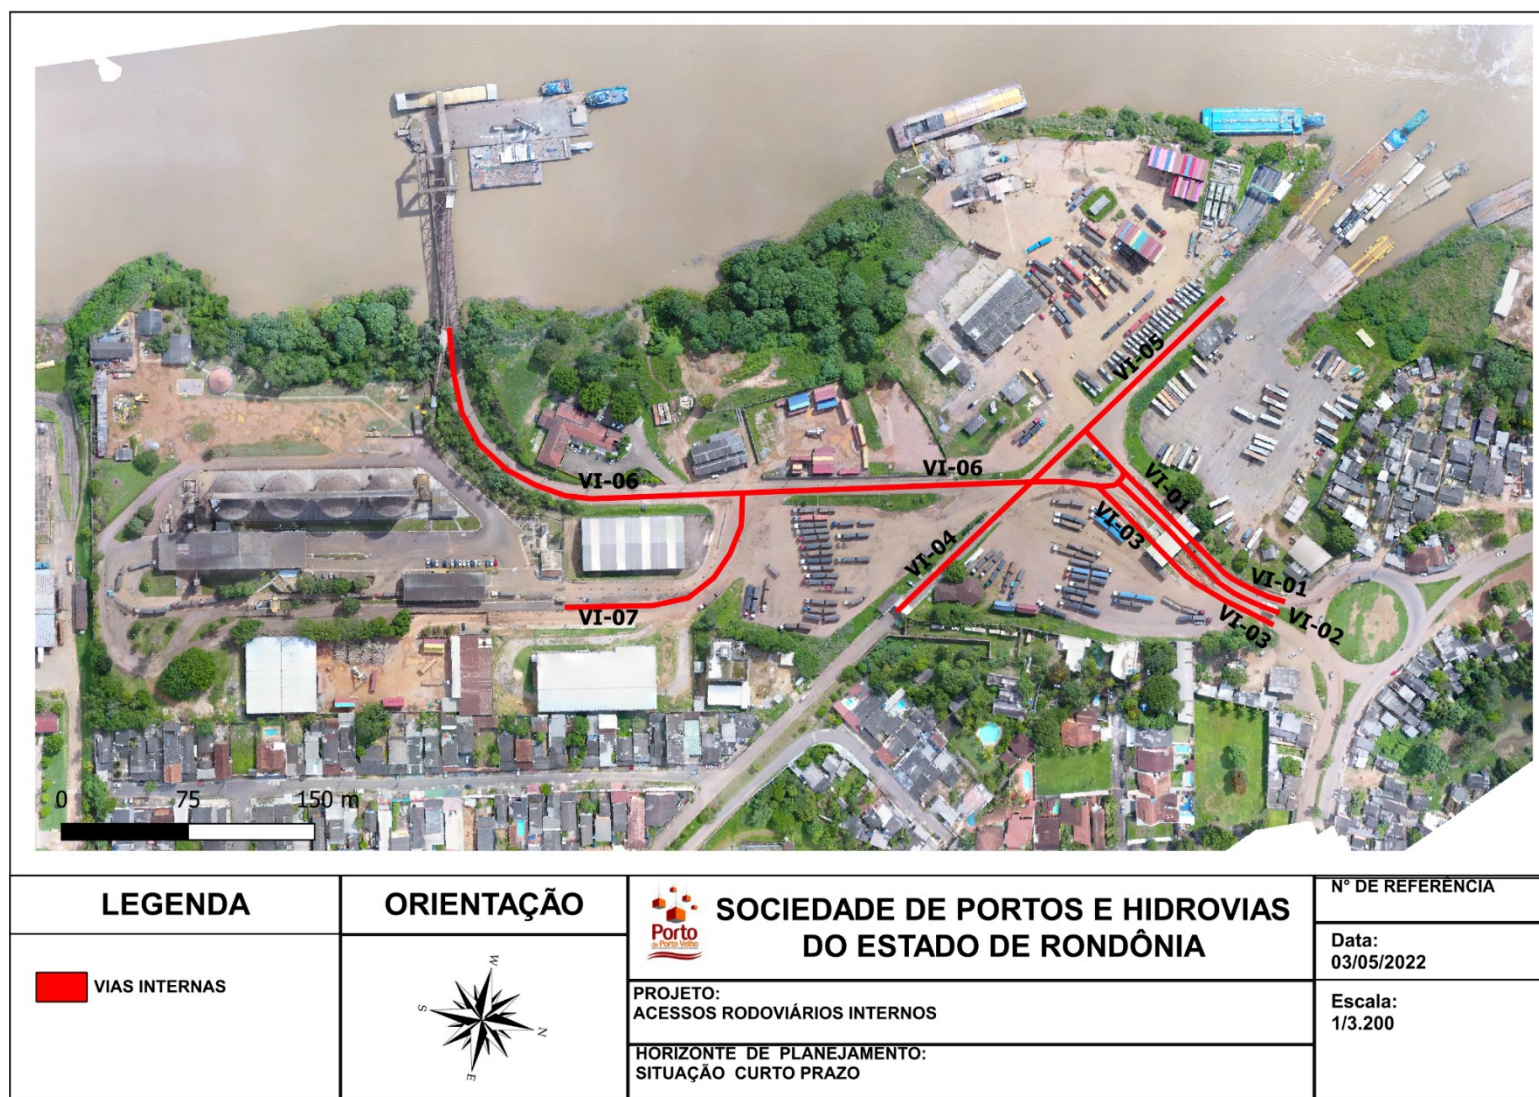 VI-05
VI-06
VI-06
VI-01
VI-03
VI-04
VI-01
VI-07
VI-02
VI-03
0 75 150 m
LEGENDA
VIAS INTERNAS
ORIENTAÇÃO
W
S
N
E
Porto
de Porto Velho
SOCIEDADE DE PORTOS E HIDROVIAS
DO ESTADO DE RONDÔNIA
PROJETO:
ACESSOS RODOVIÁRIOS INTERNOS
HORIZONTE DE PLANEJAMENTO:
SITUAÇÃO CURTO PRAZO
N° DE REFERÊNCIA
Data:
03/05/2022
Escala:
1/3.200